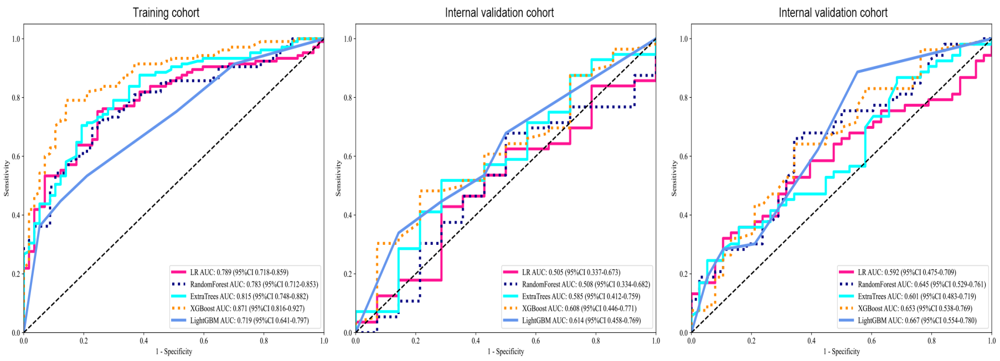 Training cohort
1.0
0.8
0.6
0.4
0.2
0.0
Sensitivity
0.0 0.2 0.4 0.6 0.8 1.0
1 - Specificity
LR AUC: 0.789 (95%CI 0.718-0.859)
RandomForest AUC: 0.783 (95%CI 0.712-0.853)
ExtraTrees AUC: 0.815 (95%CI 0.748-0.882)
XGBoost AUC: 0.871 (95%CI 0.816-0.927)
LightGBM AUC: 0.719 (95%CI 0.641-0.797)
Internal validation cohort
1.0
0.8
0.6
0.4
0.2
0.0
Sensitivity
0.0 0.2 0.4 0.6 0.8 1.0
1 - Specificity
LR AUC: 0.505 (95%CI 0.337-0.673)
RandomForest AUC: 0.508 (95%CI 0.334-0.682)
ExtraTrees AUC: 0.585 (95%CI 0.412-0.759)
XGBoost AUC: 0.608 (95%CI 0.446-0.771)
LightGBM AUC: 0.614 (95%CI 0.458-0.769)
Internal validation cohort
1.0
0.8
0.6
0.4
0.2
0.0
Sensitivity
0.0 0.2 0.4 0.6 0.8 1.0
1 - Specificity
LR AUC: 0.592 (95%CI 0.475-0.709)
RandomForest AUC: 0.645 (95%CI 0.529-0.761)
ExtraTrees AUC: 0.601 (95%CI 0.483-0.719)
XGBoost AUC: 0.653 (95%CI 0.538-0.769)
LightGBM AUC: 0.667 (95%CI 0.554-0.780)